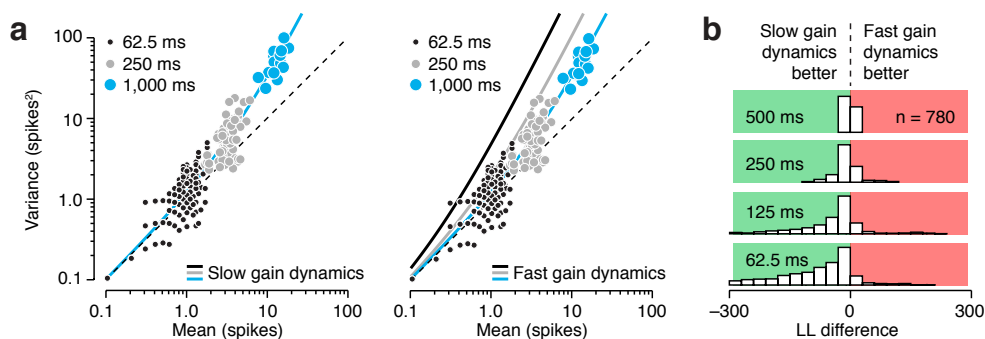 a
Variance (spikes²)
100
10
1.0
0.1
62.5 ms
250 ms
1,000 ms
Slow gain dynamics
0.1
1.0
10
100
Mean (spikes)
62.5 ms
250 ms
1,000 ms
Fast gain dynamics
0.1
1.0
10
100
Mean (spikes)
b
Slow gain
dynamics
better
Fast gain
dynamics
better
500 ms
n = 780
250 ms
125 ms
62.5 ms
−300
0
300
LL difference